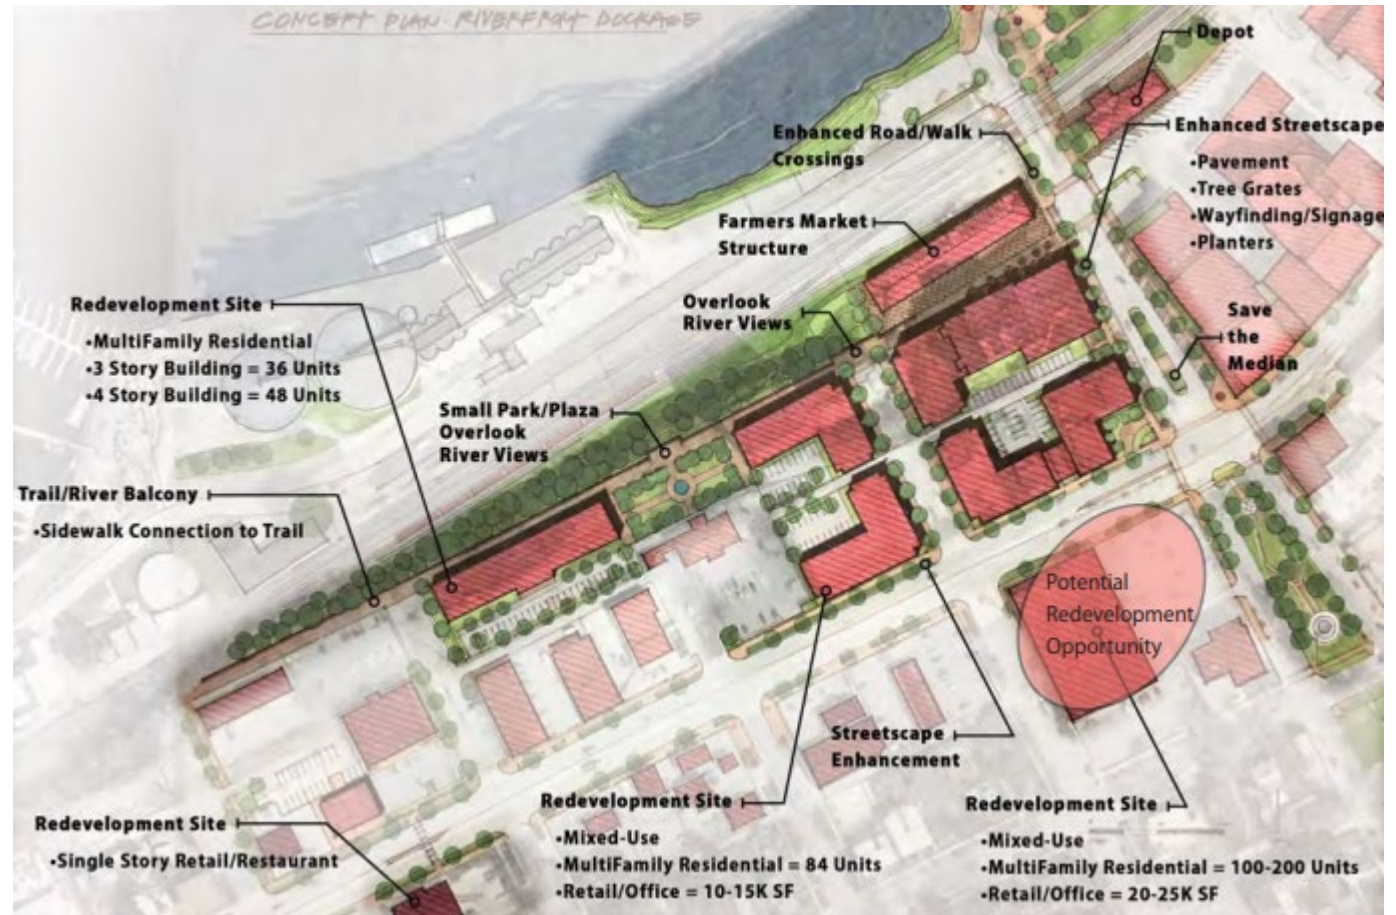 CONCEPT PLAN. RIVERFRONT DOCKAGE
Depot
Enhanced Road/Walk
Crossings
Enhanced Streetscape
•Pavement
•Tree Grates
•Wayfinding/Signage
•Planters
Farmers Market
Structure
Overlook
River Views
Save
the
Median
Redevelopment Site
•MultiFamily Residential
•3 Story Building = 36 Units
•4 Story Building = 48 Units
Small Park/Plaza
Overlook
River Views
Trail/River Balcony
•Sidewalk Connection to Trail
Potential
Redevelopment
Opportunity
Streetscape
Enhancement
Redevelopment Site
•Single Story Retail/Restaurant
Redevelopment Site
•Mixed-Use
•MultiFamily Residential = 84 Units
•Retail/Office = 10-15K SF
Redevelopment Site
•Mixed-Use
•MultiFamily Residential = 100-200 Units
•Retail/Office = 20-25K SF